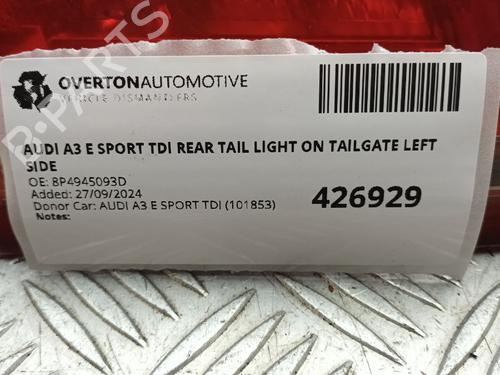 OVERTONAUTOMOTIVE
VEHICLE DISMANTLERS
AUDI A3 E SPORT TDI REAR TAIL LIGHT ON TAILGATE LEFT
SIDE
OE: 8P4945093D
Added: 27/09/2024
Donor Car: AUDI A3 E SPORT TDI (101853)
Notes:
426929
B-PARTS